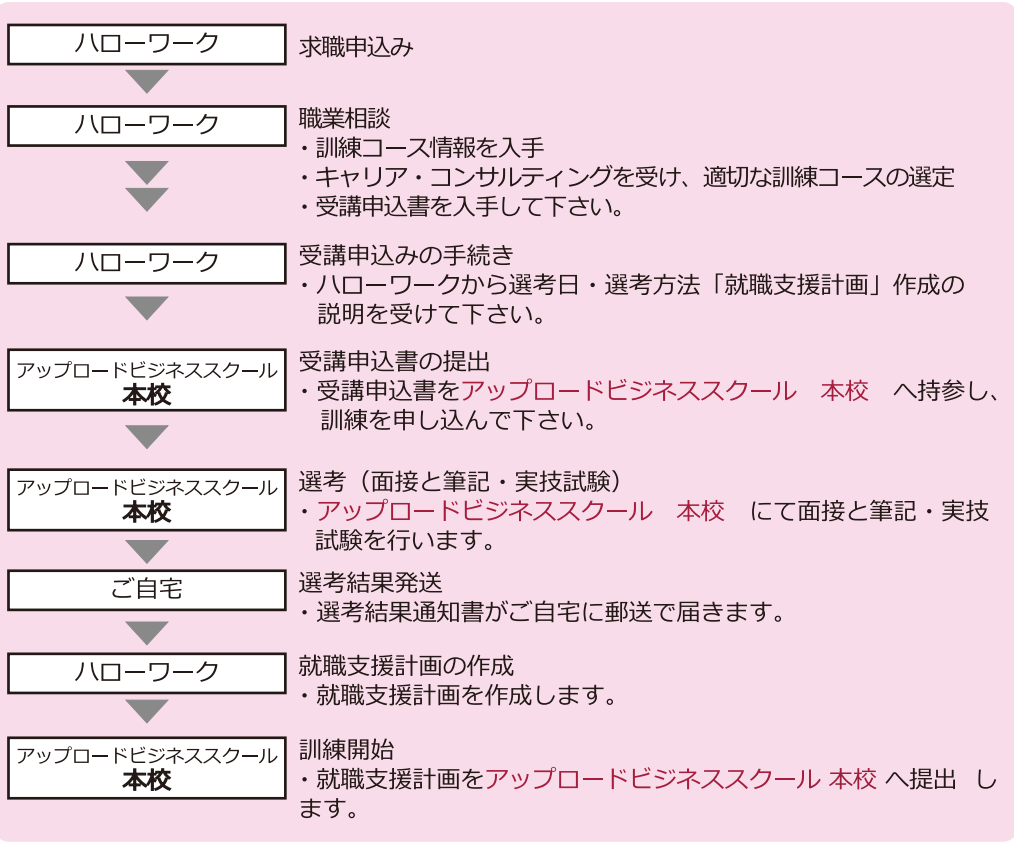 ハローワーク
求職申込み
ハローワーク
職業相談
・訓練コース情報を入手
・キャリア・コンサルティングを受け、適切な訓練コースの選定
・受講申込書を入手して下さい。
ハローワーク
受講申込みの手続き
・ハローワークから選考日・選考方法「就職支援計画」作成の
説明を受けて下さい。
アップロードビジネススクール
本校
受講申込書の提出
・受講申込書をアップロードビジネススクール　本校　へ持参し、
訓練を申し込んで下さい。
アップロードビジネススクール
本校
選考（面接と筆記・実技試験）
・アップロードビジネススクール　本校　にて面接と筆記・実技
試験を行います。
ご自宅
選考結果発送
・選考結果通知書がご自宅に郵送で届きます。
ハローワーク
就職支援計画の作成
・就職支援計画を作成します。
アップロードビジネススクール
本校
訓練開始
・就職支援計画をアップロードビジネススクール 本校 へ提出　し
ます。